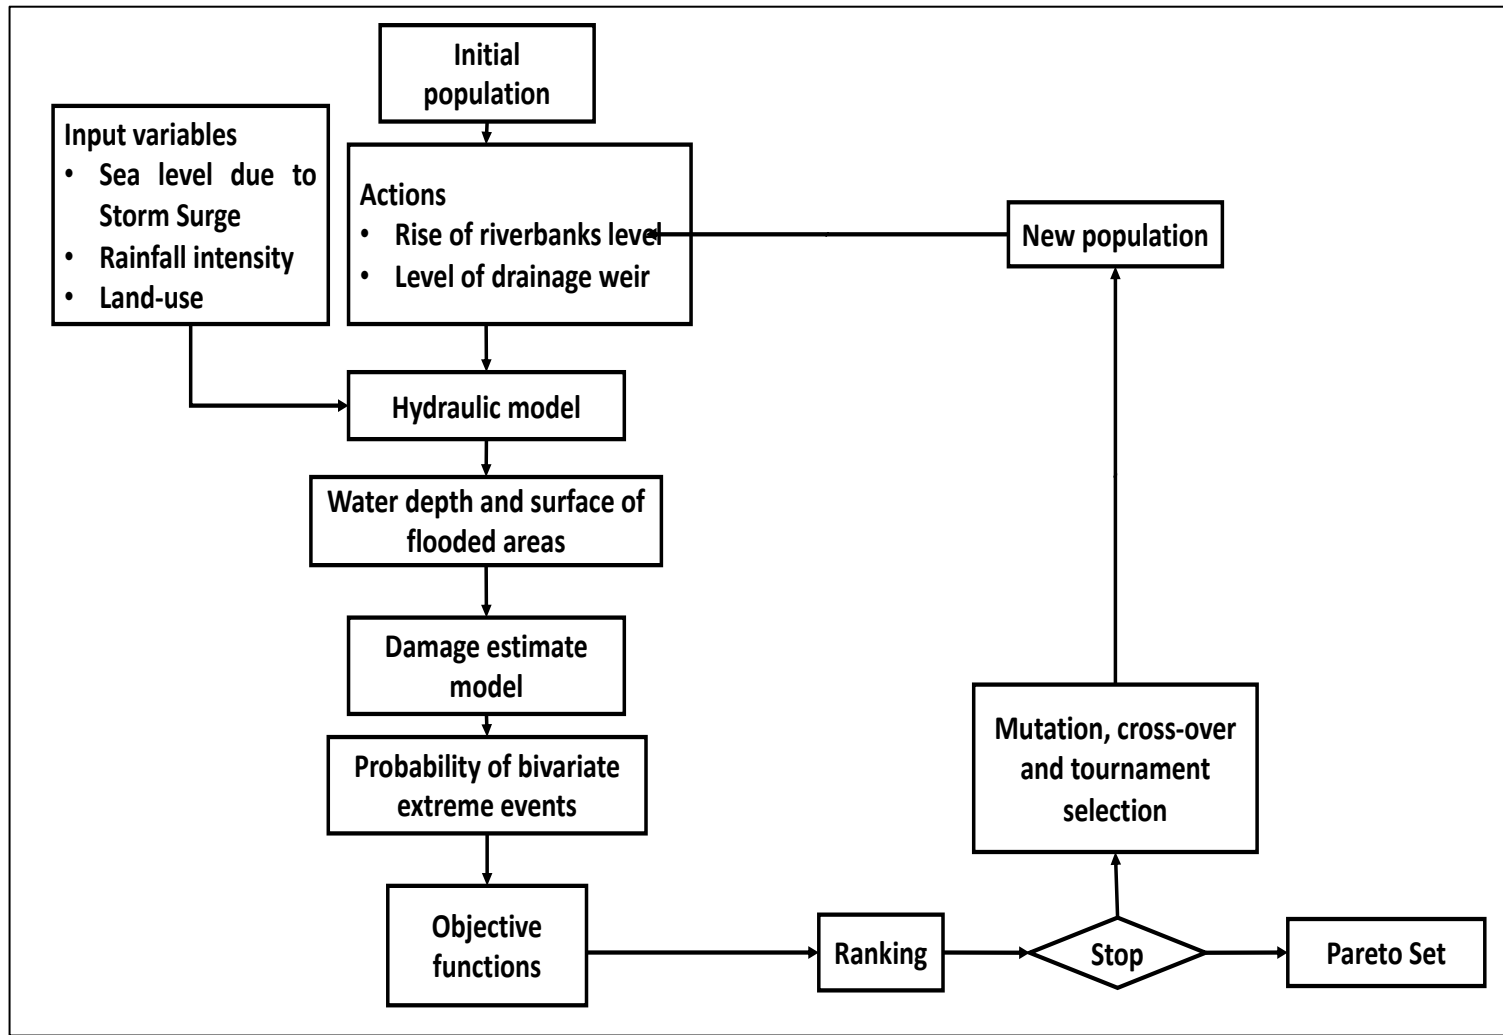 Initial
population
Input variables
• Sea level due to
Storm Surge
• Rainfall intensity
• Land-use
Actions
• Rise of riverbanks level
• Level of drainage weir
New population
Hydraulic model
Water depth and surface of
flooded areas
Damage estimate
model
Probability of bivariate
extreme events
Mutation, cross-over
and tournament
selection
Objective
functions
Ranking
Stop
Pareto Set